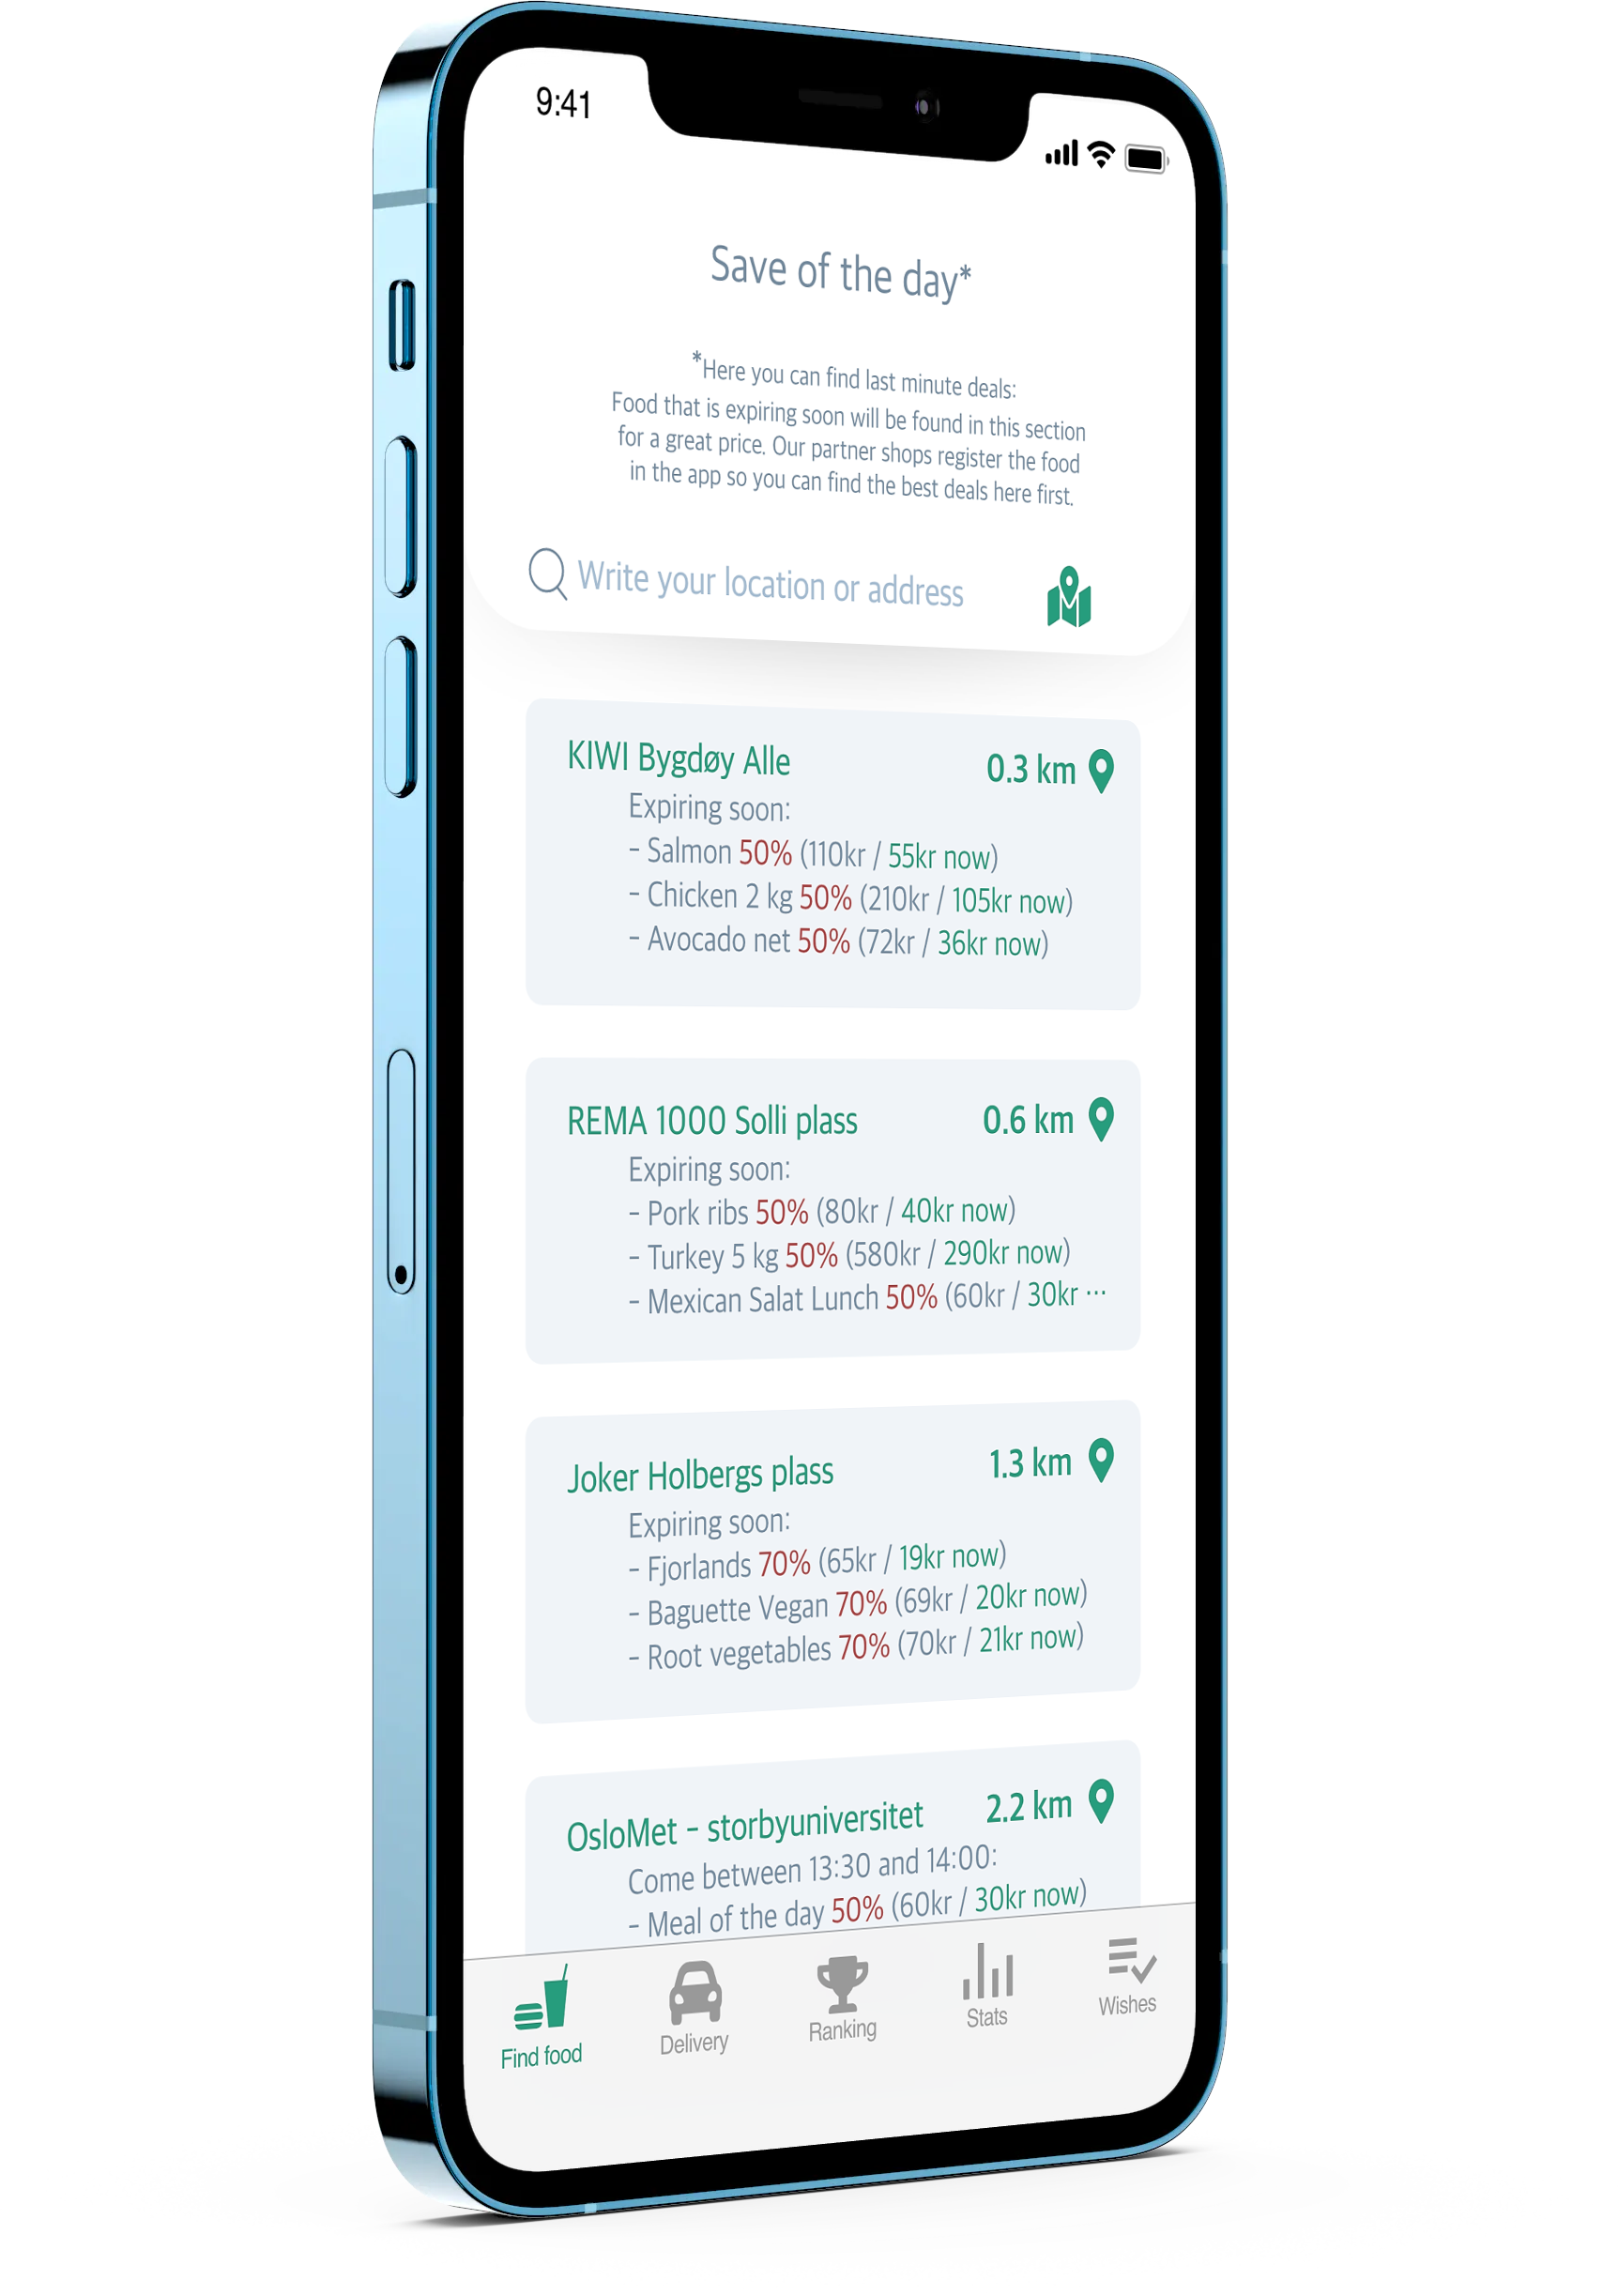 9:41
Save of the day*
*Here you can find last minute deals:
Food that is expiring soon will be found in this section
for a great price. Our partner shops register the food
in the app so you can find the best deals here first.
Write your location or address
KIWI Bygdøy Alle 0.3 km
Expiring soon:
- Salmon 50% (110kr / 55kr now)
- Chicken 2 kg 50% (210kr / 105kr now)
- Avocado net 50% (72kr / 36kr now)
REMA 1000 Solli plass 0.6 km
Expiring soon:
- Pork ribs 50% (80kr / 40kr now)
- Turkey 5 kg 50% (580kr / 290kr now)
- Mexican Salat Lunch 50% (60kr / 30kr ...
Joker Holbergs plass 1.3 km
Expiring soon:
- Fjorlands 70% (65kr / 19kr now)
- Baguette Vegan 70% (69kr / 20kr now)
- Root vegetables 70% (70kr / 21kr now)
OsloMet - storbyuniversitet 2.2 km
Come between 13:30 and 14:00:
- Meal of the day 50% (60kr / 30kr now)
Find food Delivery Ranking Stats Wishes